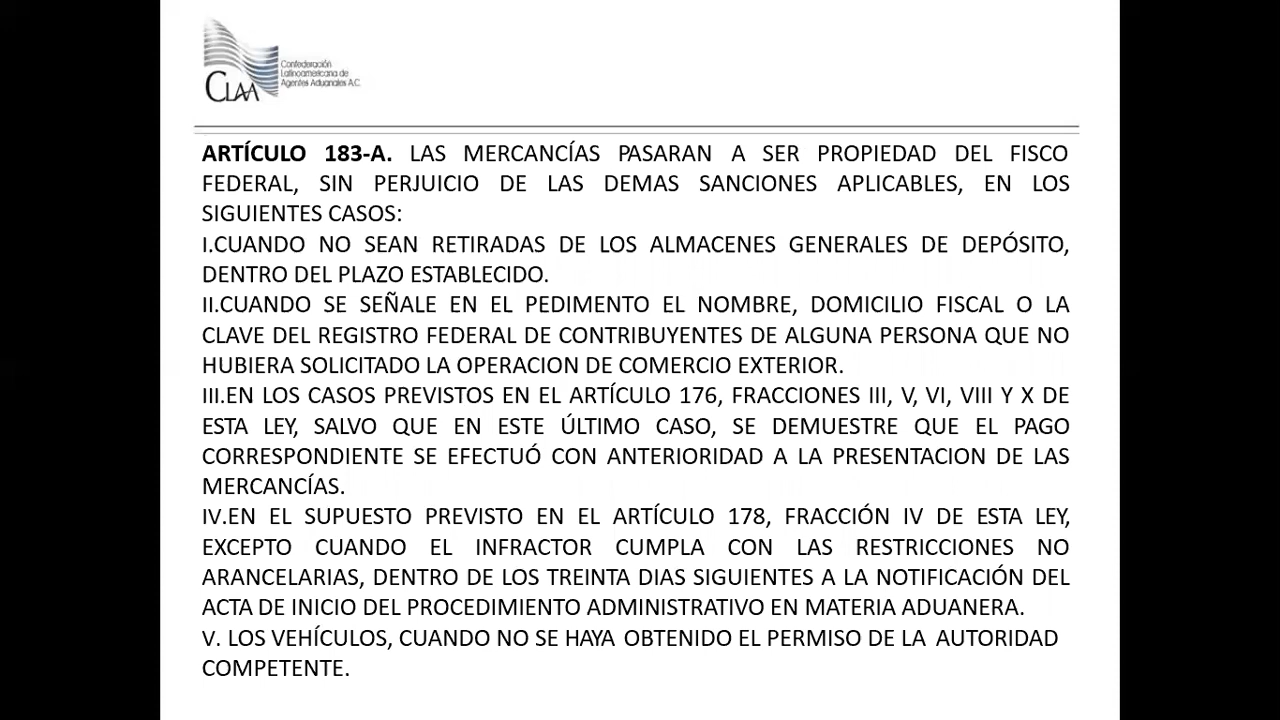 CLAA
Confederación
Latinoamericana de
Agentes Aduanales A.C.
ARTÍCULO 183-A. LAS MERCANCÍAS PASARAN A SER PROPIEDAD DEL FISCO
FEDERAL, SIN PERJUICIO DE LAS DEMAS SANCIONES APLICABLES, EN LOS
SIGUIENTES CASOS:
I.CUANDO NO SEAN RETIRADAS DE LOS ALMACENES GENERALES DE DEPÓSITO,
DENTRO DEL PLAZO ESTABLECIDO.
II.CUANDO SE SEÑALE EN EL PEDIMENTO EL NOMBRE, DOMICILIO FISCAL O LA
CLAVE DEL REGISTRO FEDERAL DE CONTRIBUYENTES DE ALGUNA PERSONA QUE NO
HUBIERA SOLICITADO LA OPERACION DE COMERCIO EXTERIOR.
III.EN LOS CASOS PREVISTOS EN EL ARTÍCULO 176, FRACCIONES III, V, VI, VIII Y X DE
ESTA LEY, SALVO QUE EN ESTE ÚLTIMO CASO, SE DEMUESTRE QUE EL PAGO
CORRESPONDIENTE SE EFECTUÓ CON ANTERIORIDAD A LA PRESENTACION DE LAS
MERCANCÍAS.
IV.EN EL SUPUESTO PREVISTO EN EL ARTÍCULO 178, FRACCIÓN IV DE ESTA LEY,
EXCEPTO CUANDO EL INFRACTOR CUMPLA CON LAS RESTRICCIONES NO
ARANCELARIAS, DENTRO DE LOS TREINTA DIAS SIGUIENTES A LA NOTIFICACIÓN DEL
ACTA DE INICIO DEL PROCEDIMIENTO ADMINISTRATIVO EN MATERIA ADUANERA.
V. LOS VEHÍCULOS, CUANDO NO SE HAYA OBTENIDO EL PERMISO DE LA AUTORIDAD
COMPETENTE.